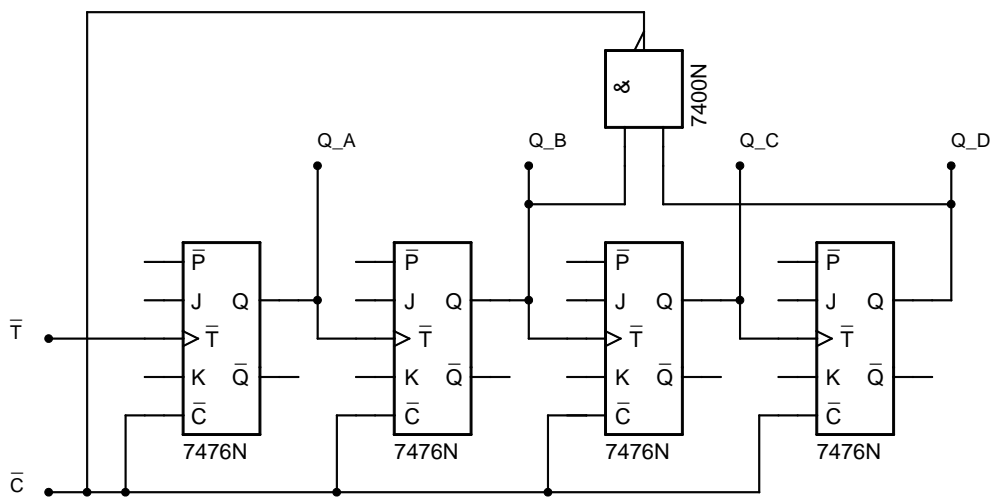 &
7400N
Q_A
Q_B
Q_C
Q_D
P̅
P̅
P̅
P̅
J Q
J Q
J Q
J Q
T̅
T̅
T̅
T̅
T̅
K Q̅
K Q̅
K Q̅
K Q̅
C̅
C̅
C̅
C̅
7476N
7476N
7476N
7476N
C̅